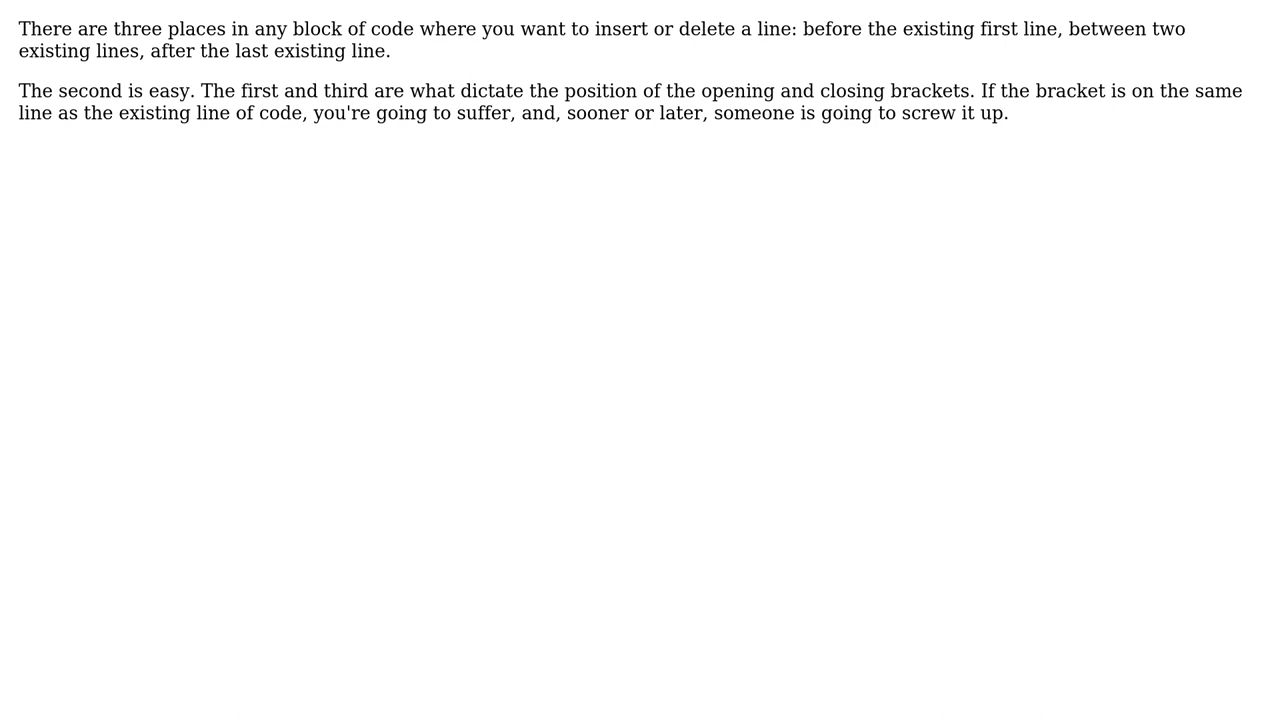 There are three places in any block of code where you want to insert or delete a line: before the existing first line, between two
existing lines, after the last existing line.
The second is easy. The first and third are what dictate the position of the opening and closing brackets. If the bracket is on the same
line as the existing line of code, you're going to suffer, and, sooner or later, someone is going to screw it up.